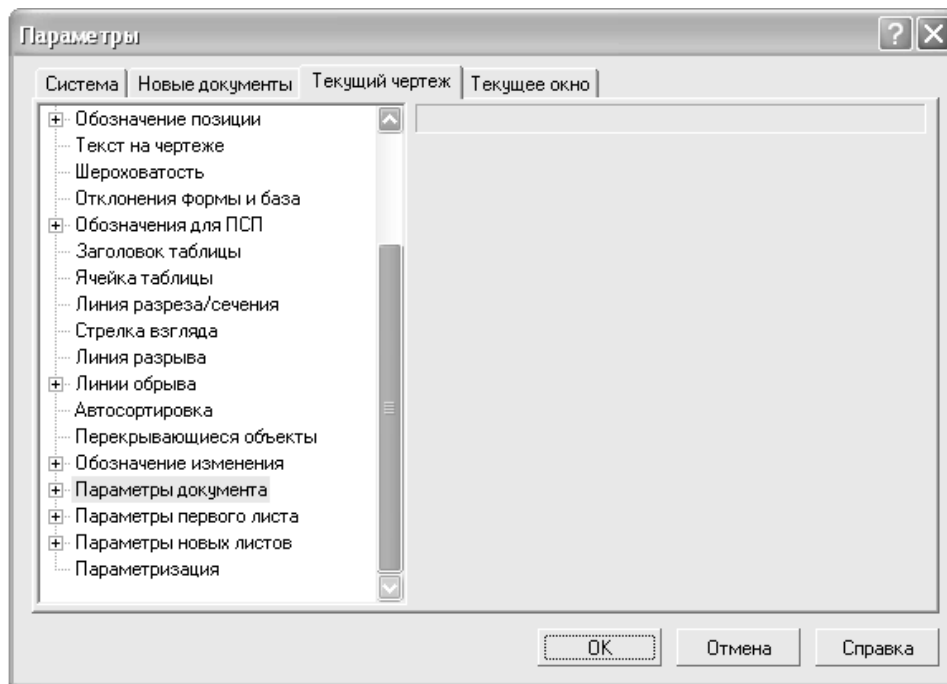 Параметры
Система Новые документы Текущий чертеж Текущее окно
Обозначение позиции
Текст на чертеже
Шероховатость
Отклонения формы и база
Обозначения для ПСП
Заголовок таблицы
Ячейка таблицы
Линия разреза/сечения
Стрелка взгляда
Линия разрыва
Линии обрыва
Автосортировка
Перекрывающиеся объекты
Обозначение изменения
Параметры документа
Параметры первого листа
Параметры новых листов
Параметризация
OK Отмена Справка